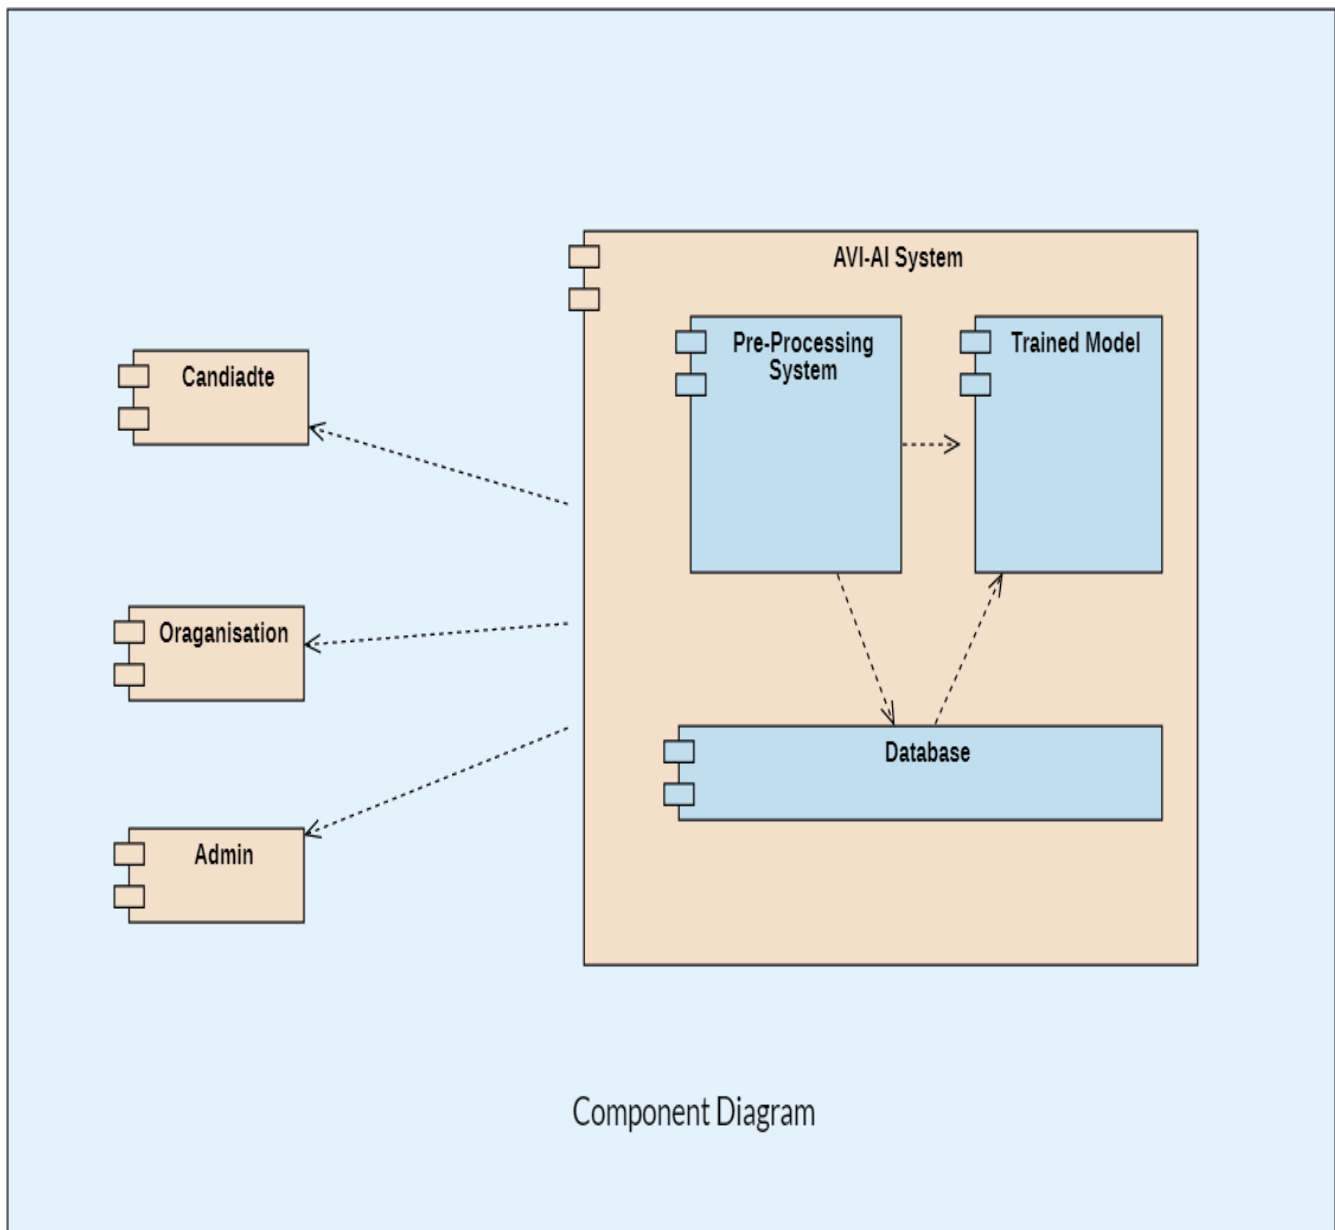 AVI-AI System
Pre-Processing
System
Trained Model
Candiadte
Oraganisation
Database
Admin
Component Diagram